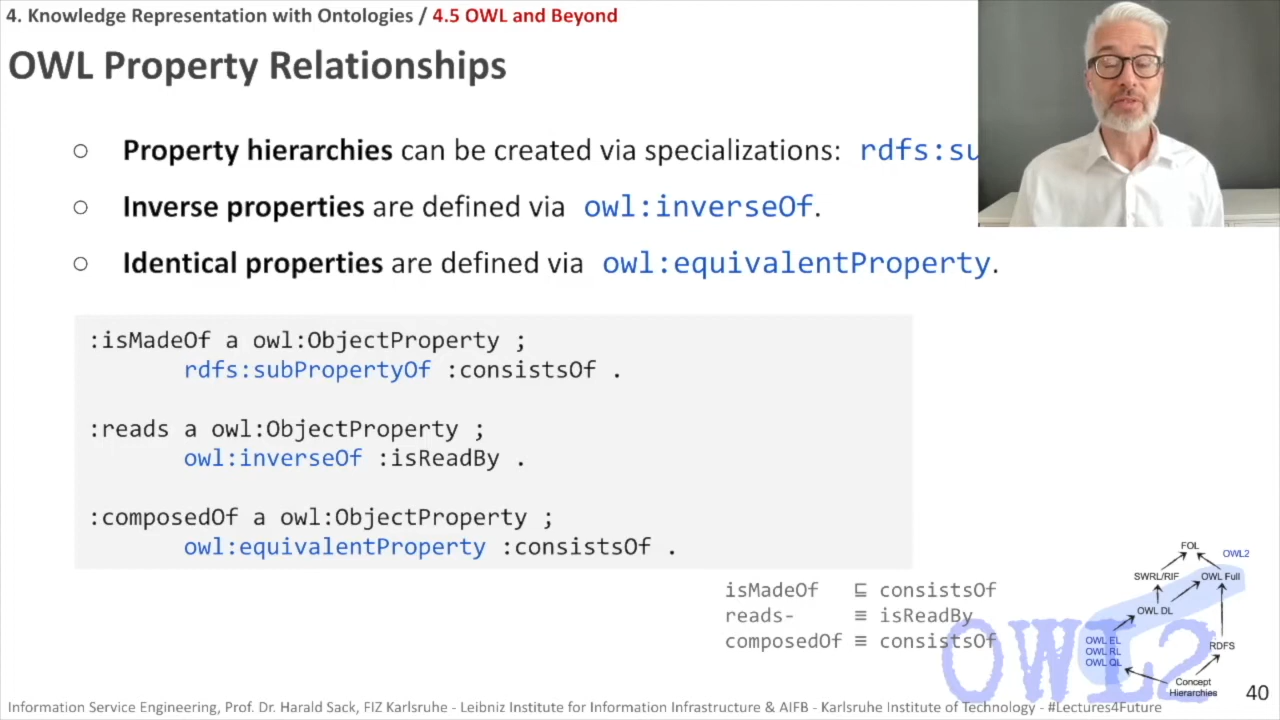 4. Knowledge Representation with Ontologies / 4.5 OWL and Beyond
OWL Property Relationships
○ Property hierarchies can be created via specializations: rdfs:su
○ Inverse properties are defined via owl:inverseOf.
○ Identical properties are defined via owl:equivalentProperty.
:isMadeOf a owl:ObjectProperty ;
rdfs:subPropertyOf :consistsOf .
:reads a owl:ObjectProperty ;
owl:inverseOf :isReadBy .
:composedOf a owl:ObjectProperty ;
owl:equivalentProperty :consistsOf .
isMadeOf ⊑ consistsOf
reads- ≡ isReadBy
composedOf ≡ consistsOf
OWL2
FOL
OWL2
SWRL/RIF
OWL Full
OWL DL
OWL EL
OWL RL
OWL QL
RDFS
Concept
Hierarchies
40
Information Service Engineering, Prof. Dr. Harald Sack, FIZ Karlsruhe - Leibniz Institute for Information Infrastructure & AIFB - Karlsruhe Institute of Technology - #Lectures4Future